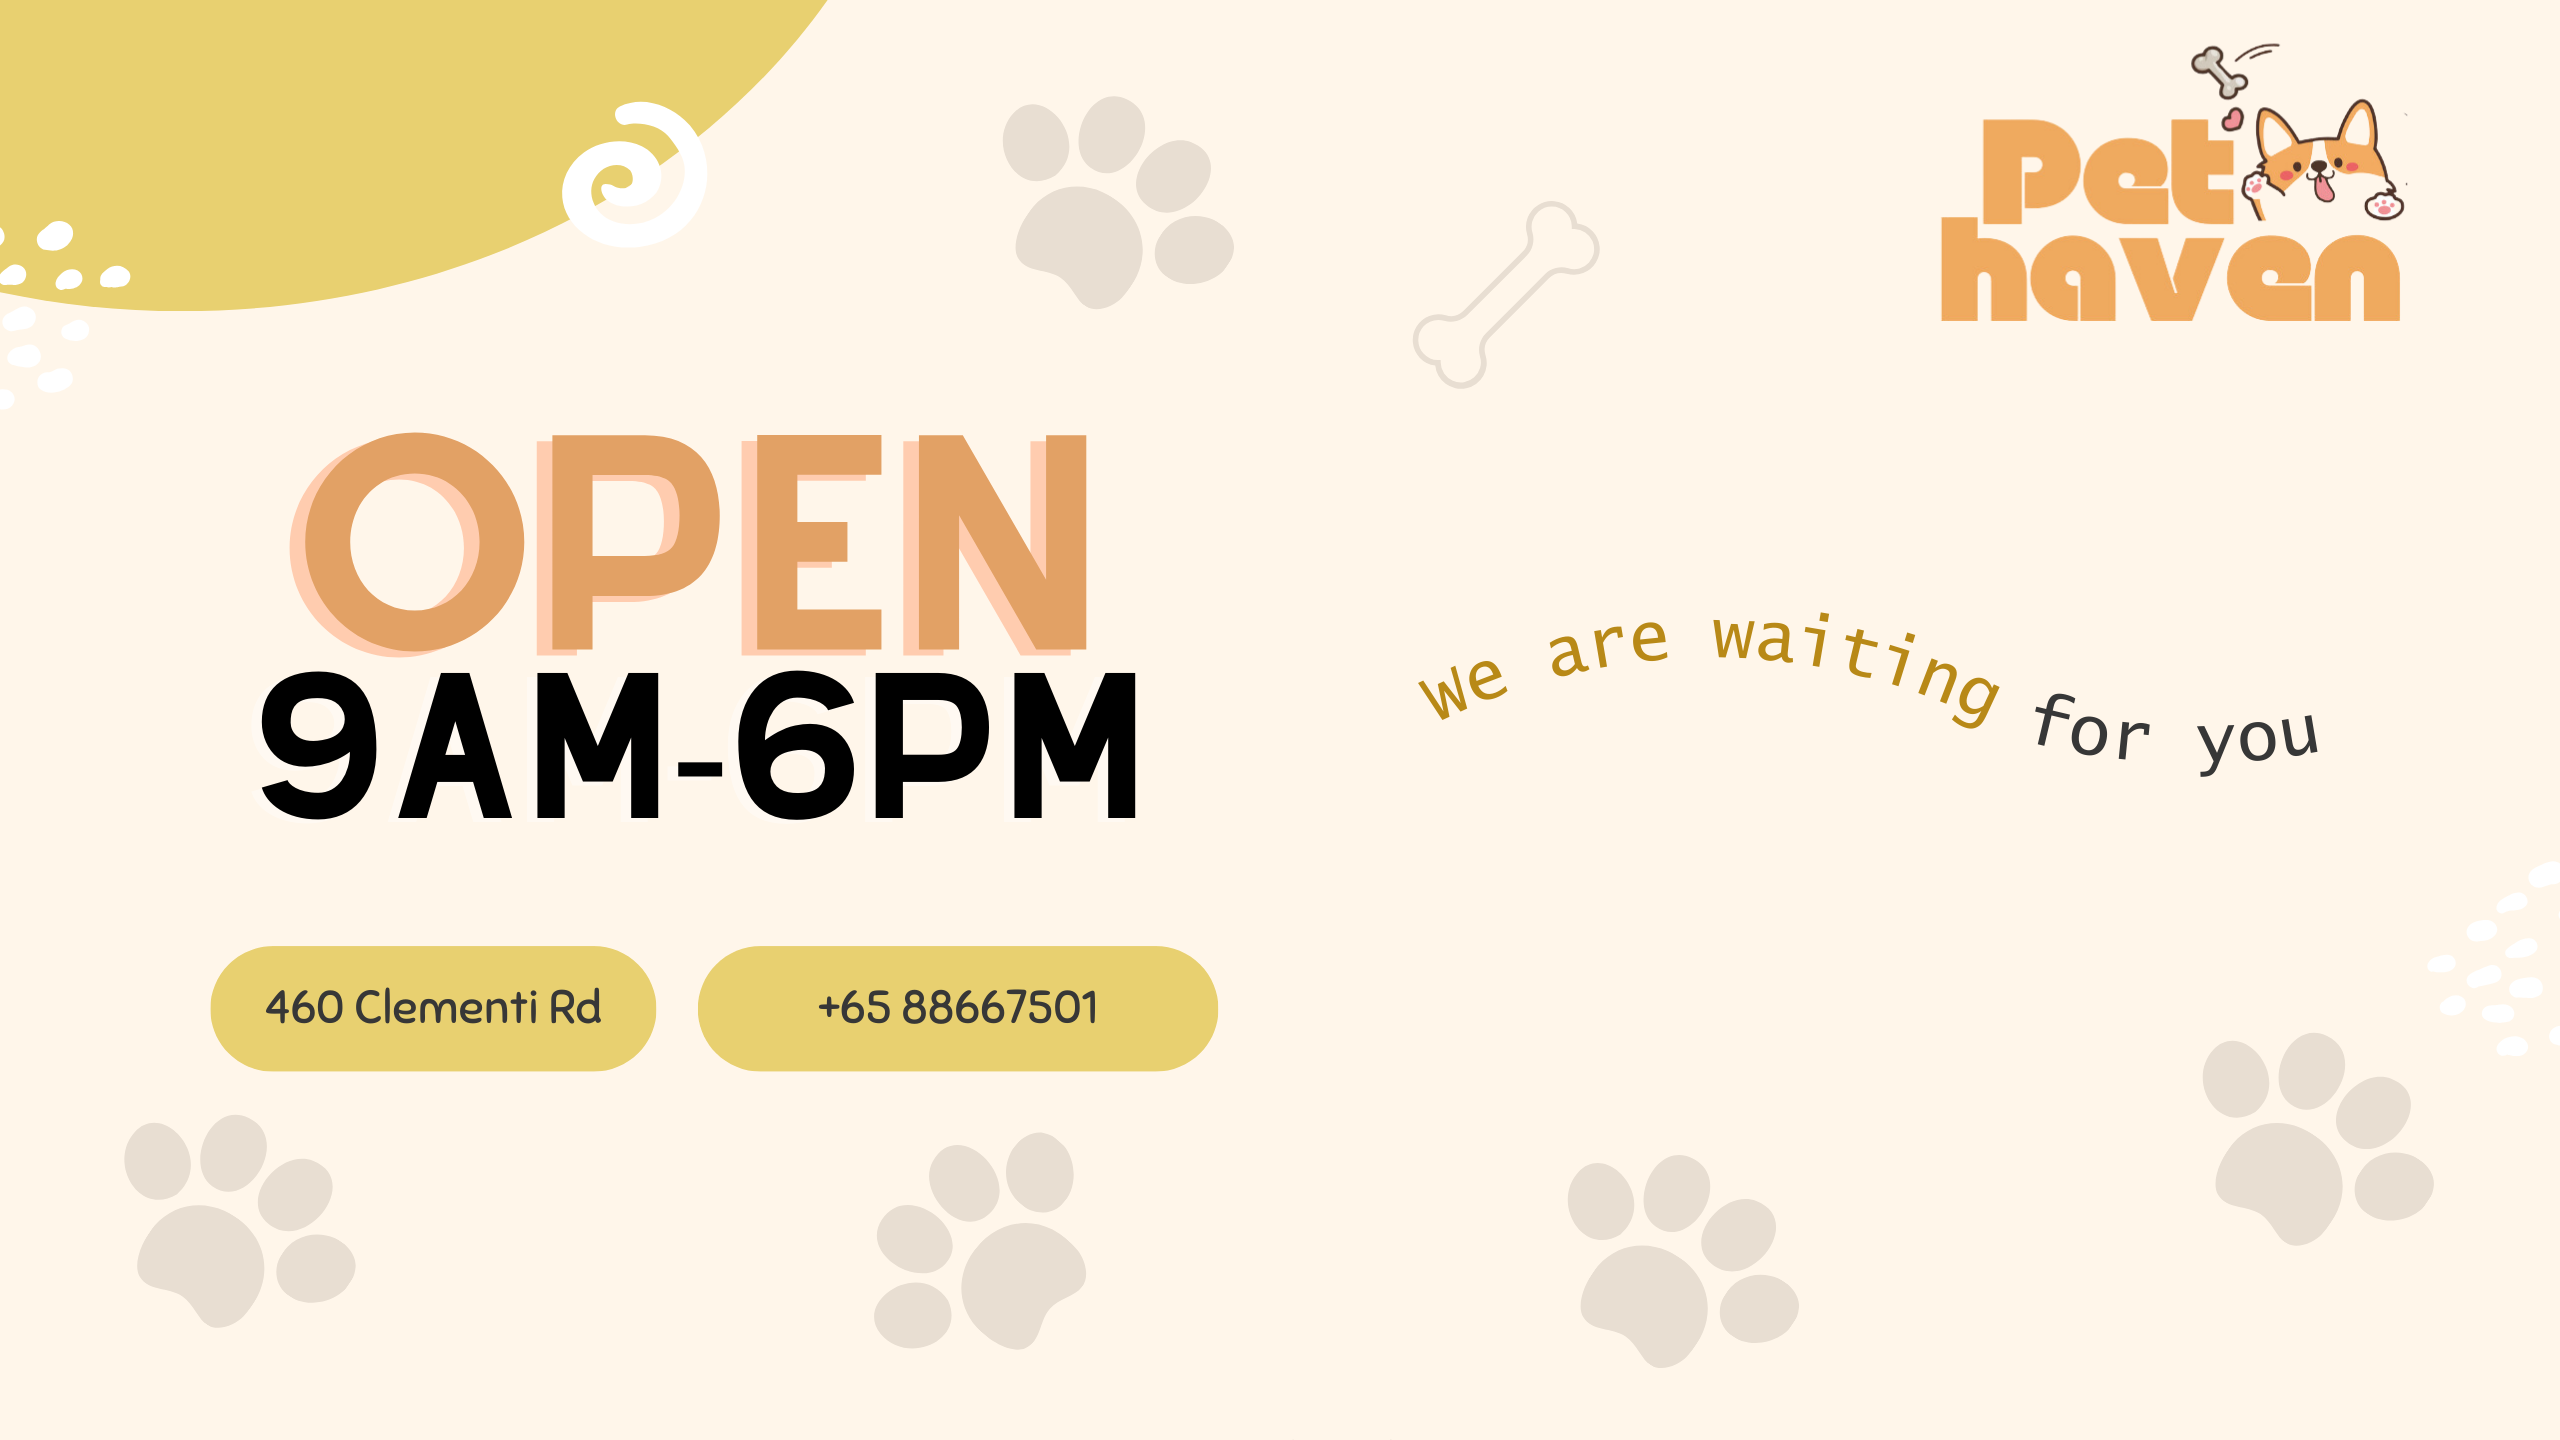 Pet
haven
OPEN
9AM-6PM
we are waiting for you
460 Clementi Rd
+65 88667501